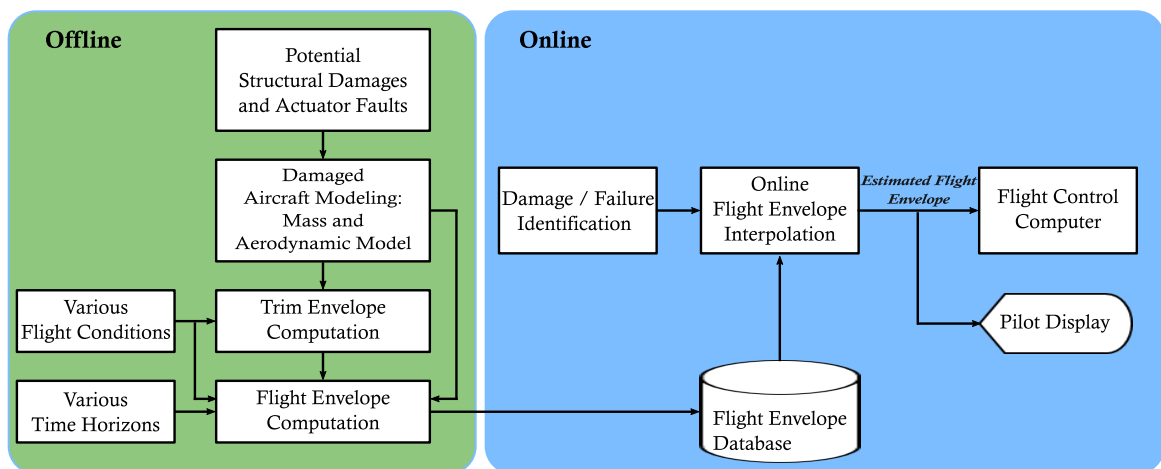 Offline
Potential
Structural Damages
and Actuator Faults
Damaged
Aircraft Modeling:
Mass and
Aerodynamic Model
Various
Flight Conditions
Trim Envelope
Computation
Various
Time Horizons
Flight Envelope
Computation
Online
Damage / Failure
Identification
Online
Flight Envelope
Interpolation
Estimated Flight
Envelope
Flight Control
Computer
Pilot Display
Flight Envelope
Database